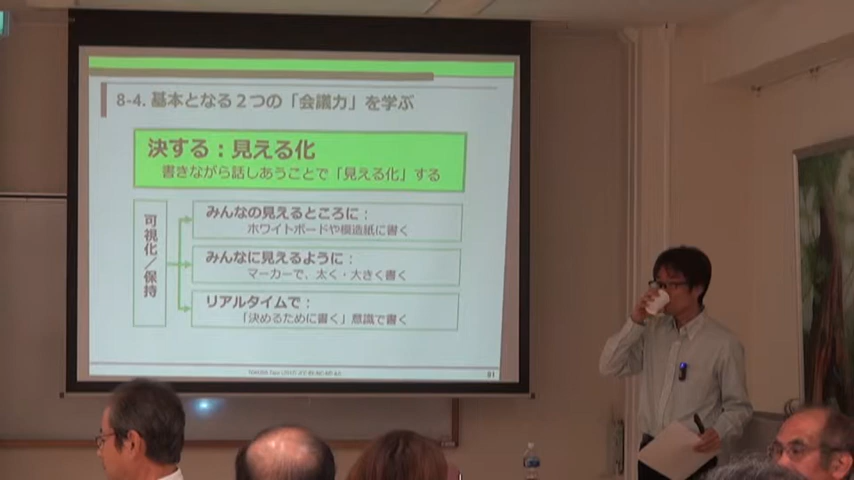 8-4. 基本となる２つの「会議力」を学ぶ
決する：見える化
書きながら話しあうことで「見える化」する
可視化／保持
みんなの見えるところに：
ホワイトボードや模造紙に書く
みんなに見えるように：
マーカーで、太く・大きく書く
リアルタイムで：
「決めるために書く」意識で書く